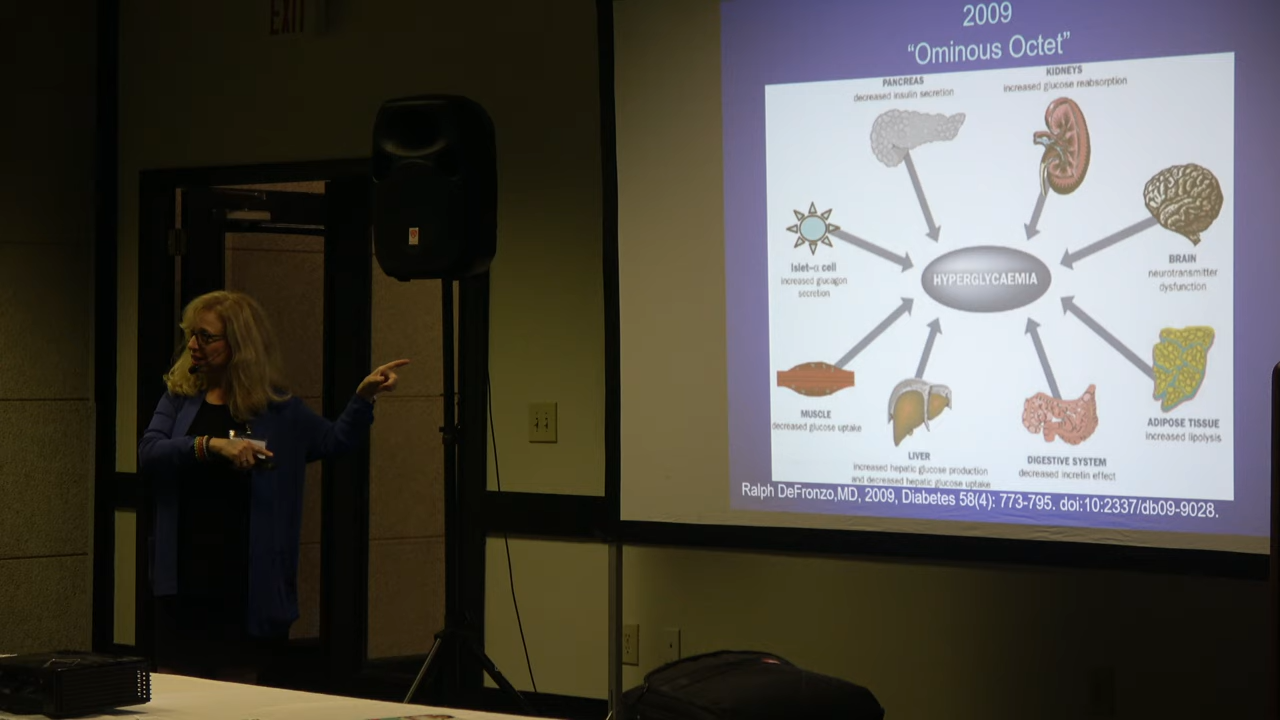 EXIT
2009
“Ominous Octet”
PANCREAS
decreased insulin secretion
KIDNEYS
increased glucose reabsorption
Islet–α cell
increased glucagon
secretion
HYPERGLYCAEMIA
BRAIN
neurotransmitter
dysfunction
MUSCLE
decreased glucose uptake
LIVER
increased hepatic glucose production
and decreased hepatic glucose uptake
DIGESTIVE SYSTEM
decreased incretin effect
ADIPOSE TISSUE
increased lipolysis
Ralph DeFronzo,MD, 2009, Diabetes 58(4): 773-795. doi:10:2337/db09-9028.